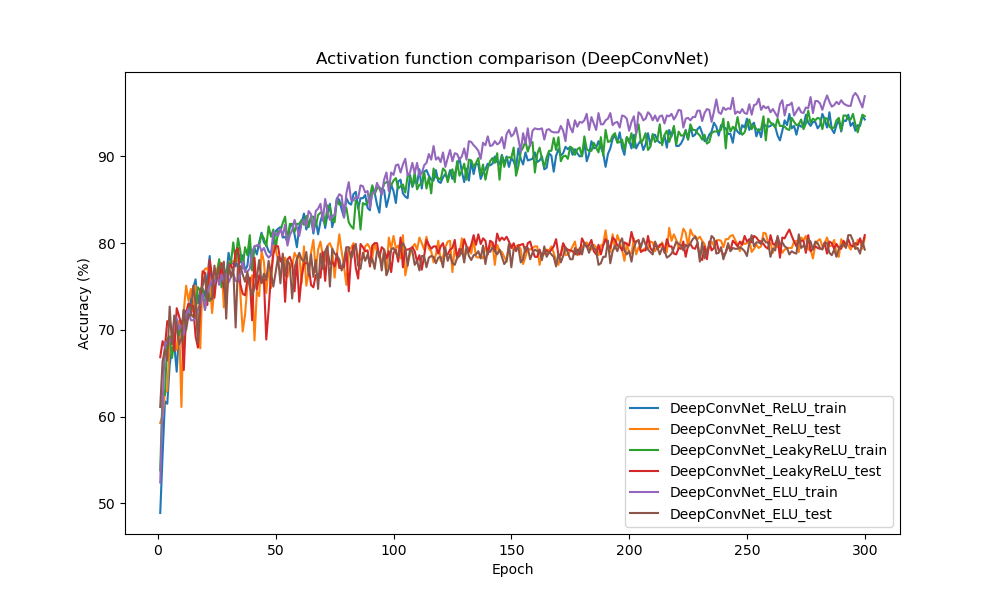 Activation function comparison (DeepConvNet)
Accuracy (%)
90
80
70
60
50
0
50
100
150
200
250
300
Epoch
DeepConvNet_ReLU_train
DeepConvNet_ReLU_test
DeepConvNet_LeakyReLU_train
DeepConvNet_LeakyReLU_test
DeepConvNet_ELU_train
DeepConvNet_ELU_test